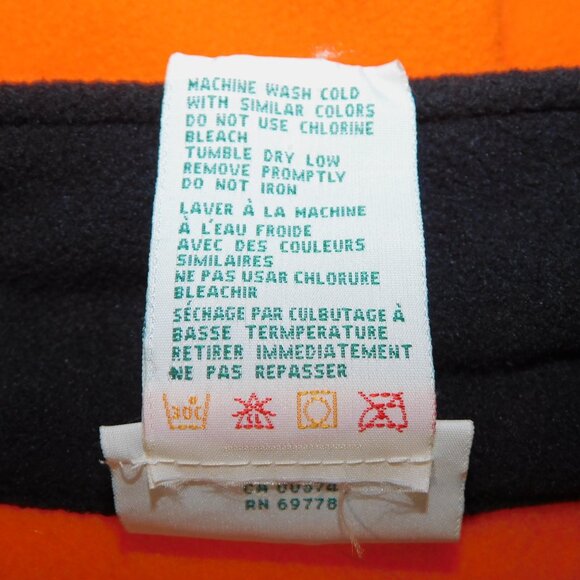 MACHINE WASH COLD
WITH SIMILAR COLORS
DO NOT USE CHLORINE
BLEACH
TUMBLE DRY LOW
REMOVE PROMPTLY
DO NOT IRON
LAVER À LA MACHINE
À L'EAU FROIDE
AVEC DES COULEURS
SIMILAIRES
NE PAS USAR CHLORURE
BLEACHIR
SÉCHAGE PAR CULBUTAGE À
BASSE TERMPERATURE
RETIRER IMMEDIATEMENT
NE PAS REPASSER
30C
CA
RN 69778